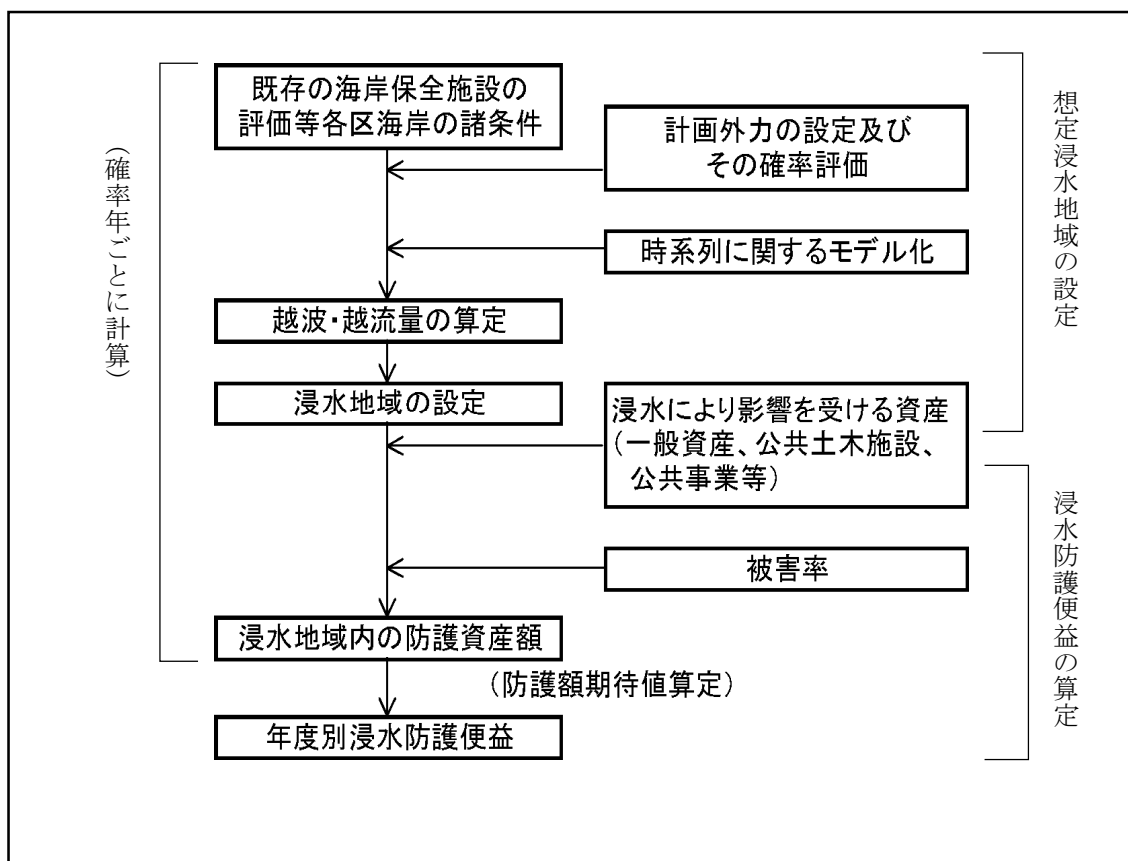 既存の海岸保全施設の
評価等各区海岸の諸条件
計画外力の設定及び
その確率評価
時系列に関するモデル化
越波・越流量の算定
浸水地域の設定
浸水により影響を受ける資産
(一般資産、公共土木施設、
公共事業等)
被害率
浸水地域内の防護資産額
(防護額期待値算定)
年度別浸水防護便益
(確率年ごとに計算)
想定浸水地域の設定
浸水防護便益の算定